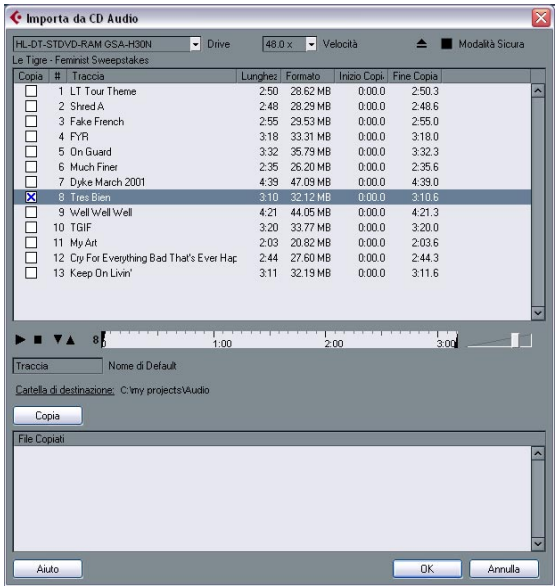 Importa da CD Audio
HL-DT-STDVD-RAM GSA-H30N Drive 48.0 x Velocità Modalità Sicura
Le Tigre - Feminist Sweepstakes
Copia # Traccia Lunghez Formato Inizio Copi. Fine Copia
1 LT Tour Theme 2:50 28.62 MB 0:00.0 2:50.3
2 Shred A 2:48 28.29 MB 0:00.0 2:48.6
3 Fake French 2:55 29.53 MB 0:00.0 2:55.0
4 FYR 3:18 33.31 MB 0:00.0 3:18.0
5 On Guard 3:32 35.79 MB 0:00.0 3:32.3
6 Much Finer 2:35 26.20 MB 0:00.0 2:35.6
7 Dyke March 2001 4:39 47.09 MB 0:00.0 4:39.0
8 Tres Bien 3:10 32.12 MB 0:00.0 3:10.6
9 Well Well Well 4:21 44.05 MB 0:00.0 4:21.3
10 TGIF 3:20 33.77 MB 0:00.0 3:20.0
11 My Art 2:03 20.82 MB 0:00.0 2:03.6
12 Cry For Everything Bad That's Ever Hap 2:44 27.60 MB 0:00.0 2:44.3
13 Keep On Livin' 3:11 32.19 MB 0:00.0 3:11.6
8 0 1:00 2:00 3:00
Traccia Nome di Default
Cartella di destinazione: C:\my projects\Audio
Copia
File Copiati
Aiuto OK Annulla